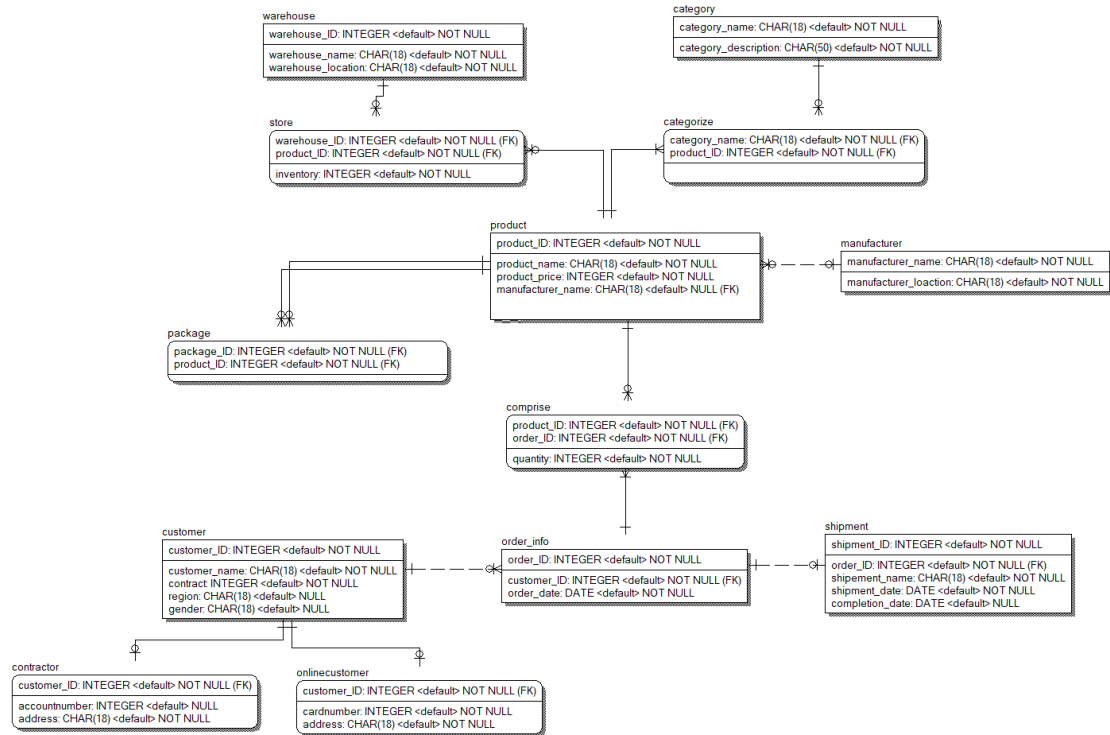 warehouse
warehouse_ID: INTEGER <default> NOT NULL
warehouse_name: CHAR(18) <default> NOT NULL
warehouse_location: CHAR(18) <default> NOT NULL
category
category_name: CHAR(18) <default> NOT NULL
category_description: CHAR(50) <default> NOT NULL
store
warehouse_ID: INTEGER <default> NOT NULL (FK)
product_ID: INTEGER <default> NOT NULL (FK)
inventory: INTEGER <default> NOT NULL
categorize
category_name: CHAR(18) <default> NOT NULL (FK)
product_ID: INTEGER <default> NOT NULL (FK)
product
product_ID: INTEGER <default> NOT NULL
product_name: CHAR(18) <default> NOT NULL
product_price: INTEGER <default> NOT NULL
manufacturer_name: CHAR(18) <default> NULL (FK)
manufacturer
manufacturer_name: CHAR(18) <default> NOT NULL
manufacturer_loaction: CHAR(18) <default> NOT NULL
package
package_ID: INTEGER <default> NOT NULL (FK)
product_ID: INTEGER <default> NOT NULL (FK)
comprise
product_ID: INTEGER <default> NOT NULL (FK)
order_ID: INTEGER <default> NOT NULL (FK)
quantity: INTEGER <default> NOT NULL
customer
customer_ID: INTEGER <default> NOT NULL
customer_name: CHAR(18) <default> NOT NULL
contract: INTEGER <default> NOT NULL
region: CHAR(18) <default> NULL
gender: CHAR(18) <default> NULL
order_info
order_ID: INTEGER <default> NOT NULL
customer_ID: INTEGER <default> NOT NULL (FK)
order_date: DATE <default> NOT NULL
shipment
shipment_ID: INTEGER <default> NOT NULL
order_ID: INTEGER <default> NOT NULL (FK)
shipement_name: CHAR(18) <default> NOT NULL
shipment_date: DATE <default> NOT NULL
completion_date: DATE <default> NULL
contractor
customer_ID: INTEGER <default> NOT NULL (FK)
accountnumber: INTEGER <default> NULL
address: CHAR(18) <default> NOT NULL
onlinecustomer
customer_ID: INTEGER <default> NOT NULL (FK)
cardnumber: INTEGER <default> NOT NULL
address: CHAR(18) <default> NOT NULL